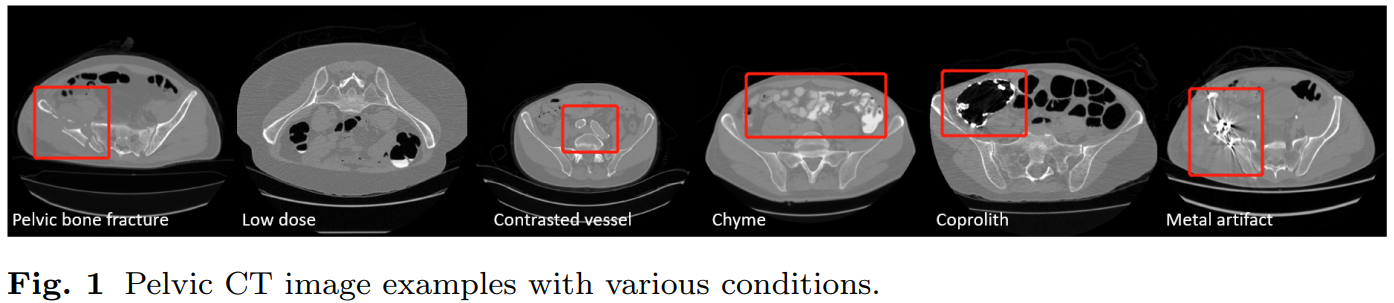 Pelvic bone fracture
Low dose
Contrasted vessel
Chyme
Coprolith
Metal artifact
Fig. 1 Pelvic CT image examples with various conditions.